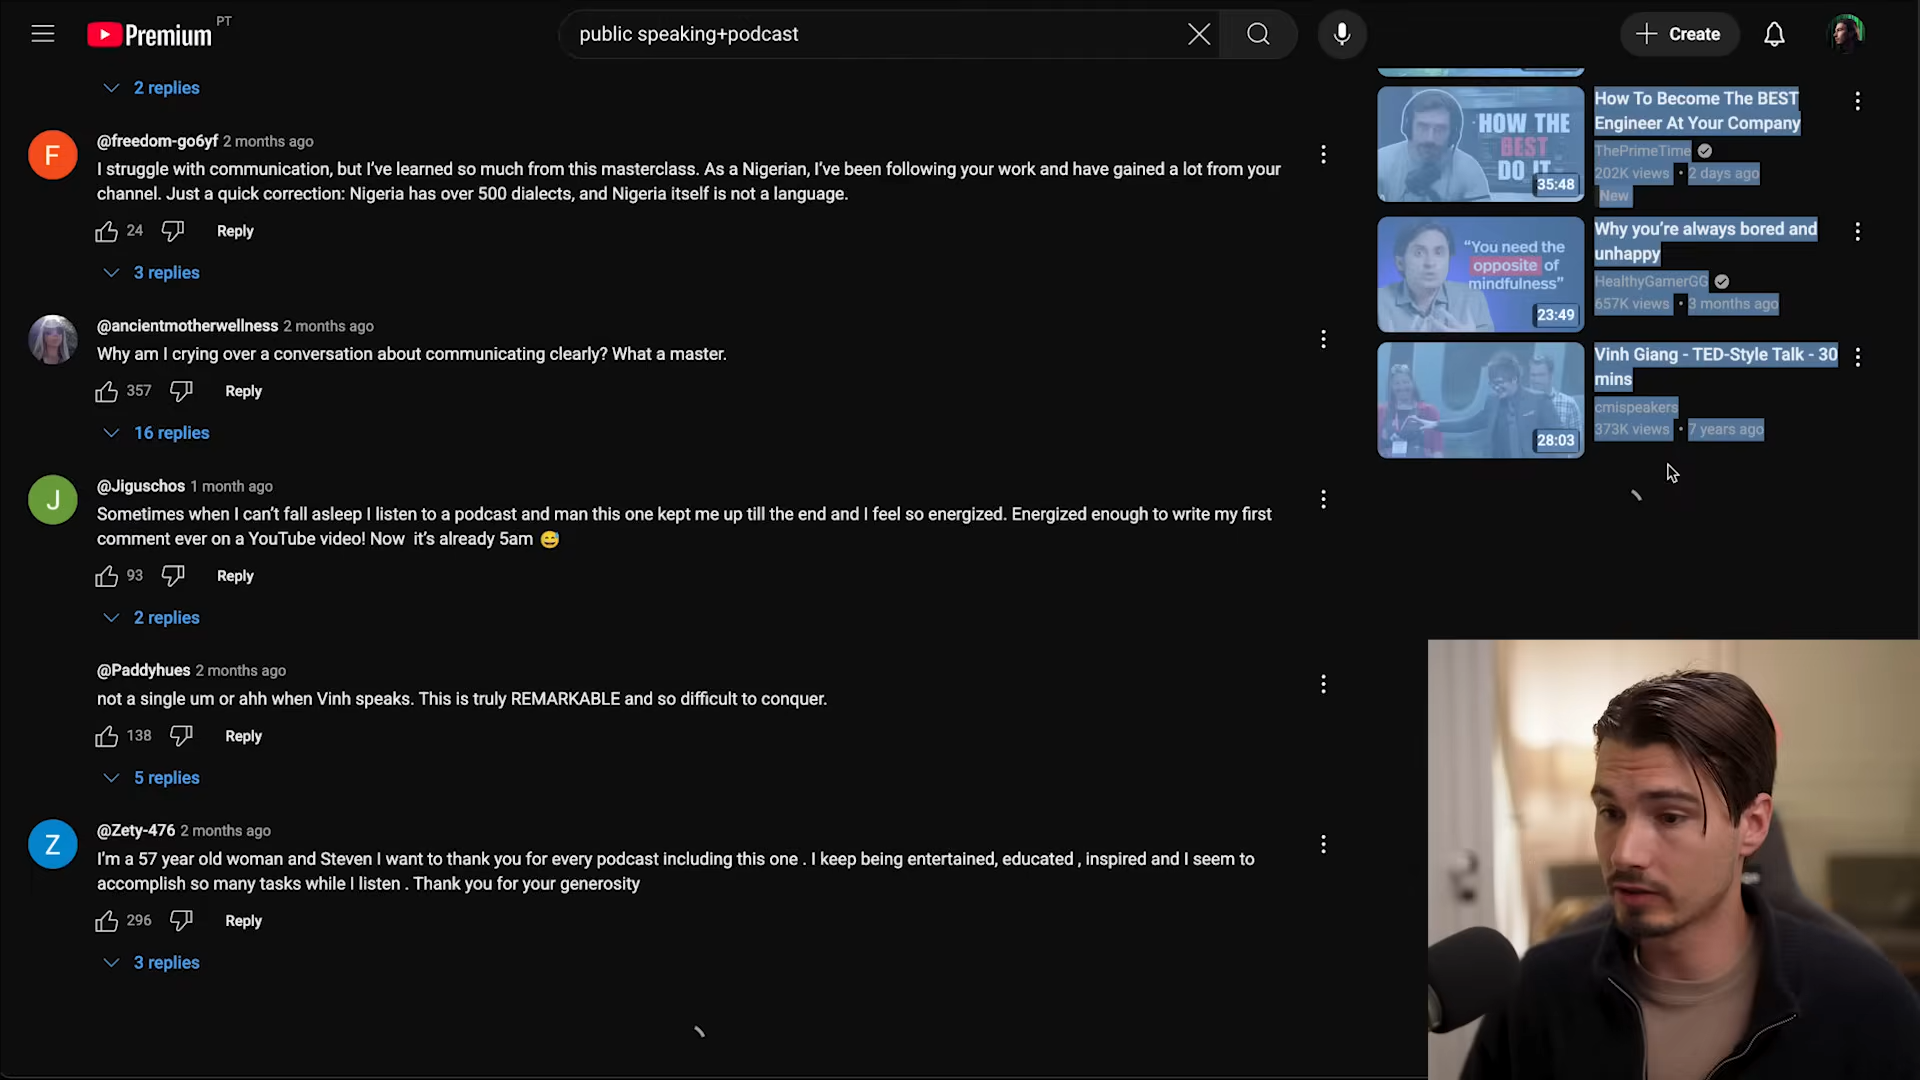 Premium PT
public speaking+podcast
Create
2 replies
F
@freedom-go6yf 2 months ago
I struggle with communication, but I've learned so much from this masterclass. As a Nigerian, I've been following your work and have gained a lot from your
channel. Just a quick correction: Nigeria has over 500 dialects, and Nigeria itself is not a language.
24 Reply
3 replies
@ancientmotherwellness 2 months ago
Why am I crying over a conversation about communicating clearly? What a master.
357 Reply
16 replies
J
@Jiguschos 1 month ago
Sometimes when I can't fall asleep I listen to a podcast and man this one kept me up till the end and I feel so energized. Energized enough to write my first
comment ever on a YouTube video! Now it's already 5am 😅
93 Reply
2 replies
@Paddyhues 2 months ago
not a single um or ahh when Vinh speaks. This is truly REMARKABLE and so difficult to conquer.
138 Reply
5 replies
Z
@Zety-476 2 months ago
I'm a 57 year old woman and Steven I want to thank you for every podcast including this one . I keep being entertained, educated , inspired and I seem to
accomplish so many tasks while I listen . Thank you for your generosity
296 Reply
3 replies
HOW THE
BEST
DO IT
35:48
How To Become The BEST
Engineer At Your Company
ThePrimeTime
202K views • 2 days ago
New
"You need the
opposite of
mindfulness"
23:49
Why you're always bored and
unhappy
HealthyGamerGG
657K views • 3 months ago
28:03
Vinh Giang - TED-Style Talk - 30
mins
cmispeakers
373K views • 7 years ago